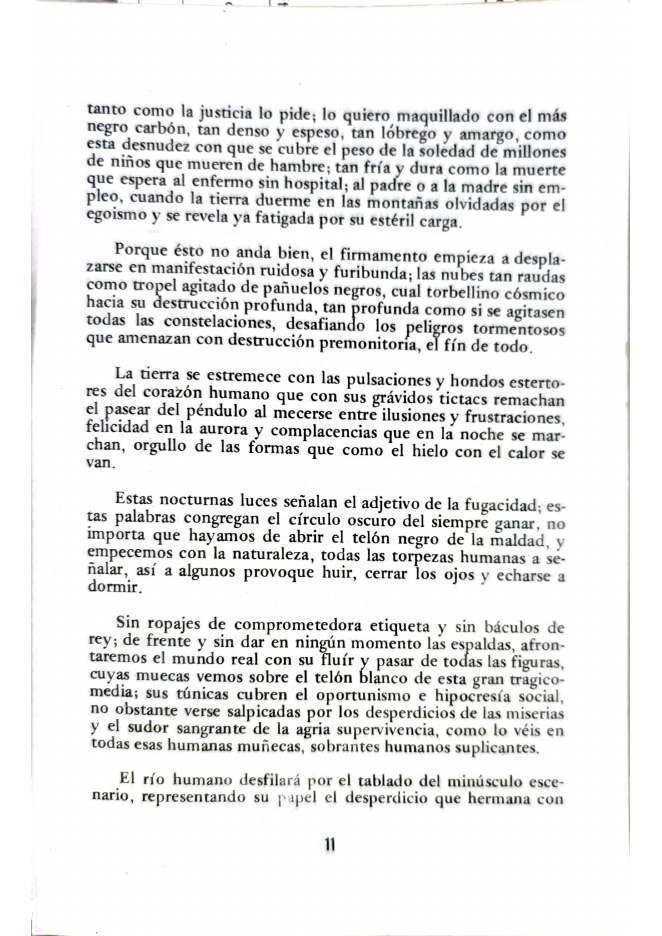 tanto como la justicia lo pide; lo quiero maquillado con el más
negro carbón, tan denso y espeso, tan lóbrego y amargo, como
esta desnudez con que se cubre el peso de la soledad de millones
de niños que mueren de hambre; tan fría y dura como la muerte
que espera al enfermo sin hospital; al padre o a la madre sin em-
pleo, cuando la tierra duerme en las montañas olvidadas por el
egoismo y se revela ya fatigada por su estéril carga.
Porque ésto no anda bien, el firmamento empieza a despla-
zarse en manifestación ruidosa y furibunda; las nubes tan raudas
como tropel agitado de pañuelos negros, cual torbellino cósmico
hacia su destrucción profunda, tan profunda como si se agitasen
todas las constelaciones, desafiando los peligros tormentosos
que amenazan con destrucción premonitoria, el fín de todo.
La tierra se estremece con las pulsaciones y hondos esterto-
res del corazón humano que con sus grávidos tictacs remachan
el pasear del péndulo al mecerse entre ilusiones y frustraciones,
felicidad en la aurora y complacencias que en la noche se mar-
chan, orgullo de las formas que como el hielo con el calor se
van.
Estas nocturnas luces señalan el adjetivo de la fugacidad; es-
tas palabras congregan el círculo oscuro del siempre ganar, no
importa que hayamos de abrir el telón negro de la maldad, y
empecemos con la naturaleza, todas las torpezas humanas a se-
ñalar, así a algunos provoque huir, cerrar los ojos y echarse a
dormir.
Sin ropajes de comprometedora etiqueta y sin báculos de
rey; de frente y sin dar en ningún momento las espaldas, afron-
taremos el mundo real con su fluír y pasar de todas las figuras,
cuyas muecas vemos sobre el telón blanco de esta gran tragico-
media; sus túnicas cubren el oportunismo e hipocresía social,
no obstante verse salpicadas por los desperdicios de las miserias
y el sudor sangrante de la agria supervivencia, como lo véis en
todas esas humanas muñecas, sobrantes humanos suplicantes.
El río humano desfilará por el tablado del minúsculo esce-
nario, representando su papel el desperdicio que hermana con
11